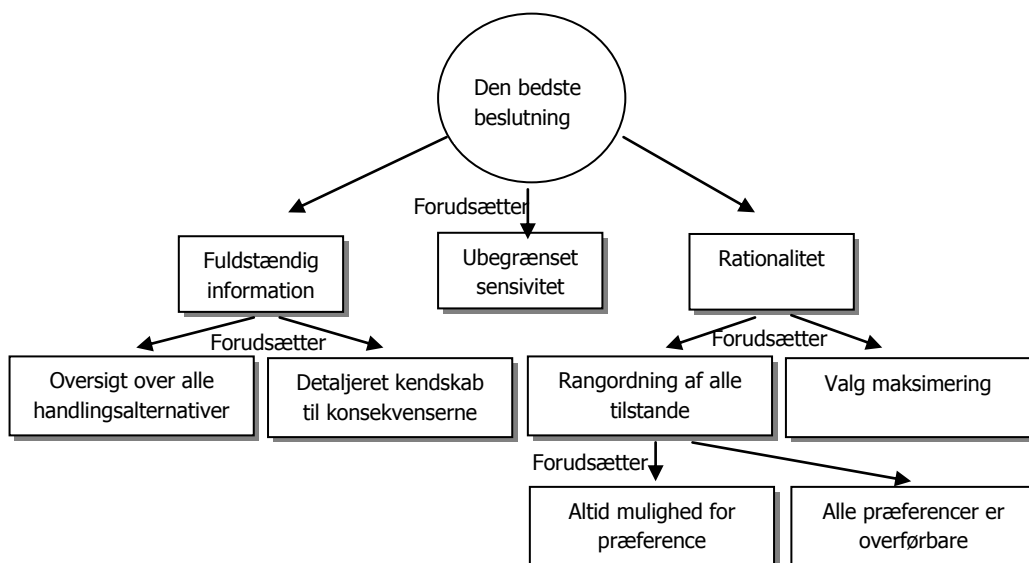 Den bedste
beslutning
Forudsætter
Fuldstændig
information
Ubegrænset
sensivitet
Rationalitet
Forudsætter
Forudsætter
Oversigt over alle
handlingsalternativer
Detaljeret kendskab
til konsekvenserne
Rangordning af alle
tilstande
Valg maksimering
Forudsætter
Altid mulighed for
præference
Alle præferencer er
overførbare